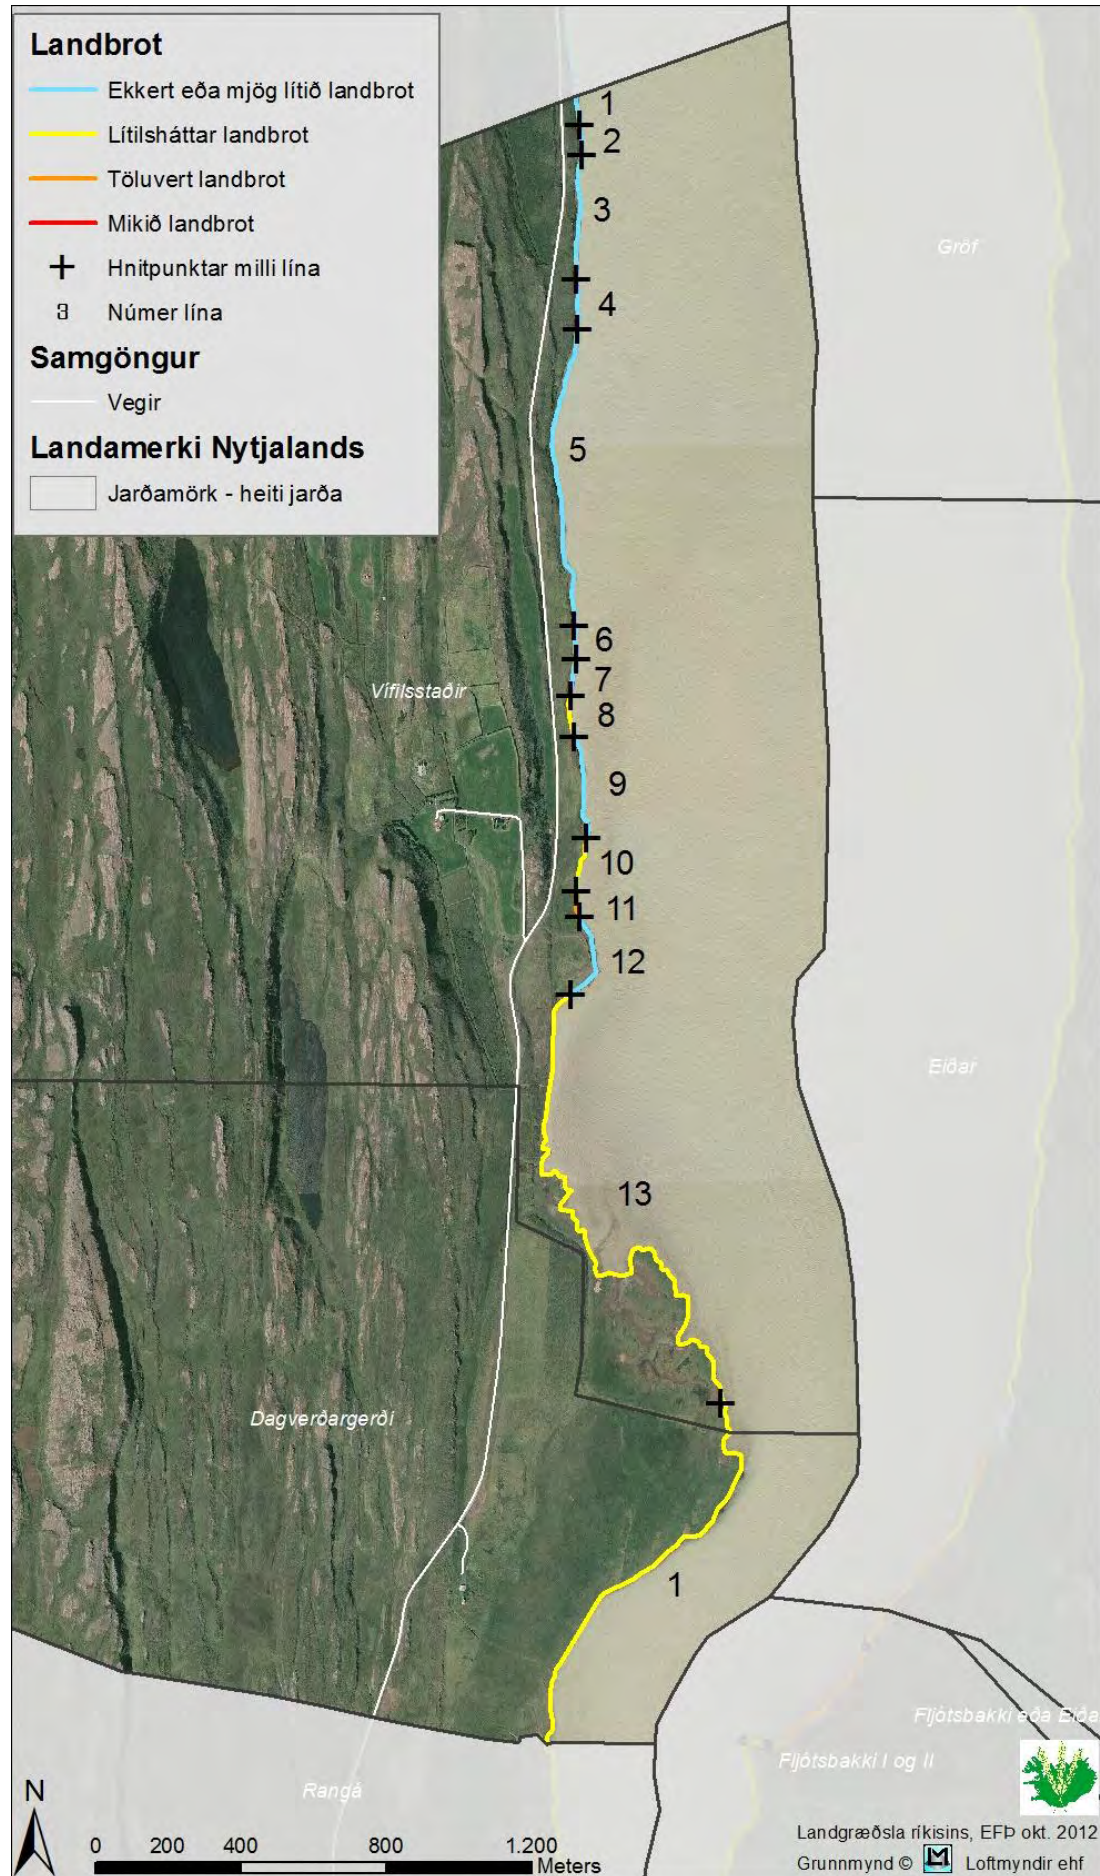 Landbrot
Ekkert eða mjög lítið landbrot
Lítilsháttar landbrot
Töluvert landbrot
Mikið landbrot
Hnitpunktar milli lína
3 Númer lína
Samgöngur
Vegir
Landamerki Nytjalands
Jarðamörk - heiti jarða
1
2
3
Gröf
4
5
6
7
Vífilsstaðir
8
9
10
11
12
Eiðar
13
Dagverðargerði
1
Fljótsbakki eða Eiða
Fljótsbakki I og II
Rangá
N
0 200 400 800 1.200
Meters
Landgræðsla ríkisins, EFÞ okt. 2012
Grunnmynd © Loftmyndir ehf